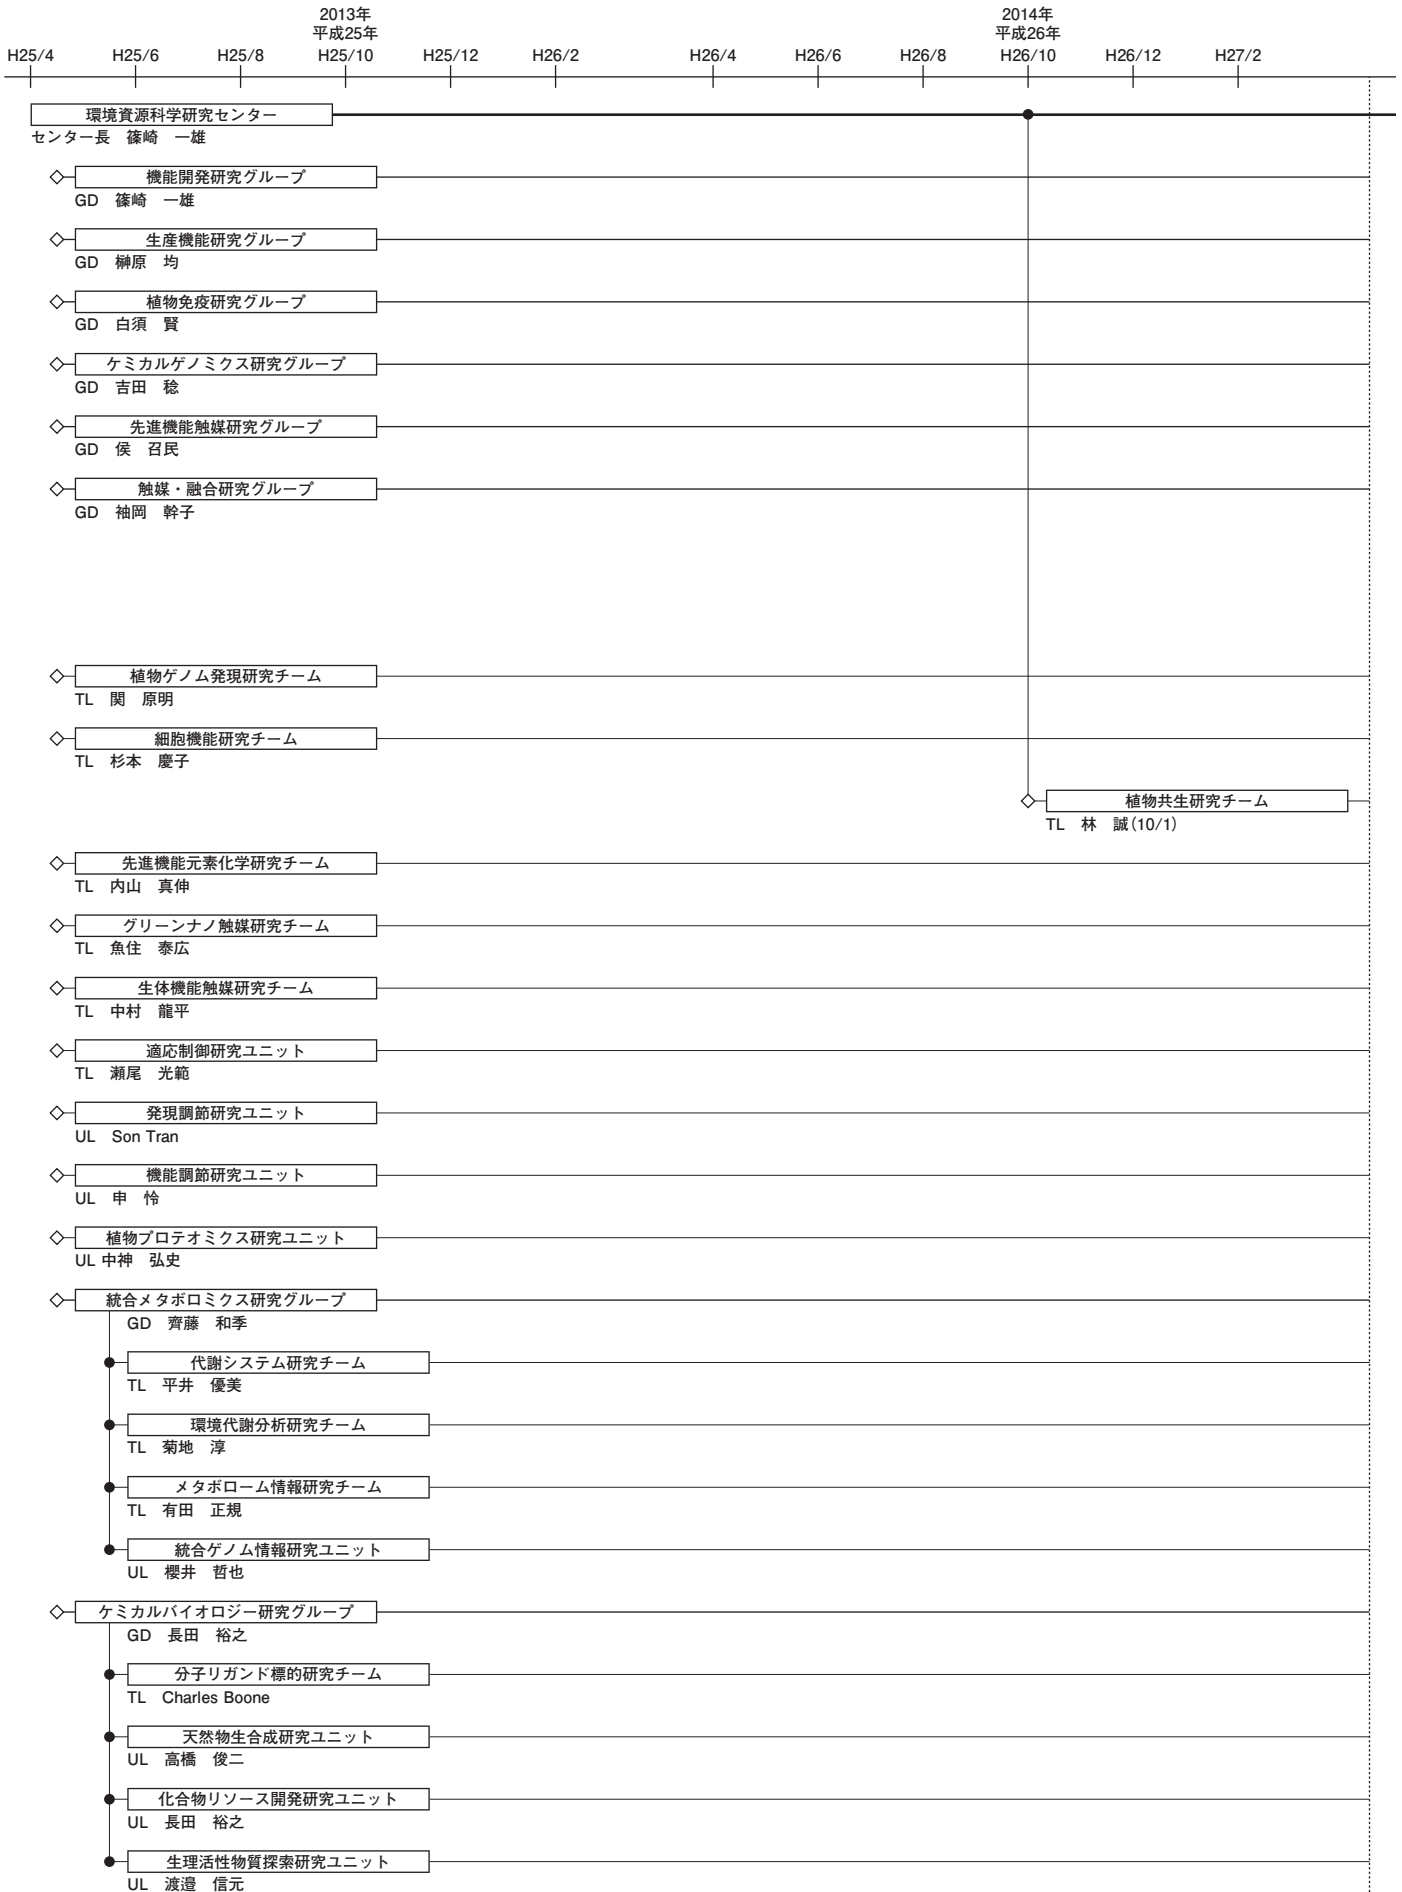 2013年
平成25年
2014年
平成26年
H25/4 H25/6 H25/8 H25/10 H25/12 H26/2 H26/4 H26/6 H26/8 H26/10 H26/12 H27/2
環境資源科学研究センター
センター長 篠崎 一雄
機能開発研究グループ
GD 篠崎 一雄
生産機能研究グループ
GD 榊原 均
植物免疫研究グループ
GD 白須 賢
ケミカルゲノミクス研究グループ
GD 吉田 稔
先進機能触媒研究グループ
GD 侯 召民
触媒・融合研究グループ
GD 袖岡 幹子
植物ゲノム発現研究チーム
TL 関 原明
細胞機能研究チーム
TL 杉本 慶子
植物共生研究チーム
TL 林 誠(10/1)
先進機能元素化学研究チーム
TL 内山 真伸
グリーンナノ触媒研究チーム
TL 魚住 泰広
生体機能触媒研究チーム
TL 中村 龍平
適応制御研究ユニット
TL 瀬尾 光範
発現調節研究ユニット
UL Son Tran
機能調節研究ユニット
UL 申 怜
植物プロテオミクス研究ユニット
UL 中神 弘史
統合メタボロミクス研究グループ
GD 齊藤 和季
代謝システム研究チーム
TL 平井 優美
環境代謝分析研究チーム
TL 菊地 淳
メタボローム情報研究チーム
TL 有田 正規
統合ゲノム情報研究ユニット
UL 櫻井 哲也
ケミカルバイオロジー研究グループ
GD 長田 裕之
分子リガンド標的研究チーム
TL Charles Boone
天然物生合成研究ユニット
UL 高橋 俊二
化合物リソース開発研究ユニット
UL 長田 裕之
生理活性物質探索研究ユニット
UL 渡邉 信元